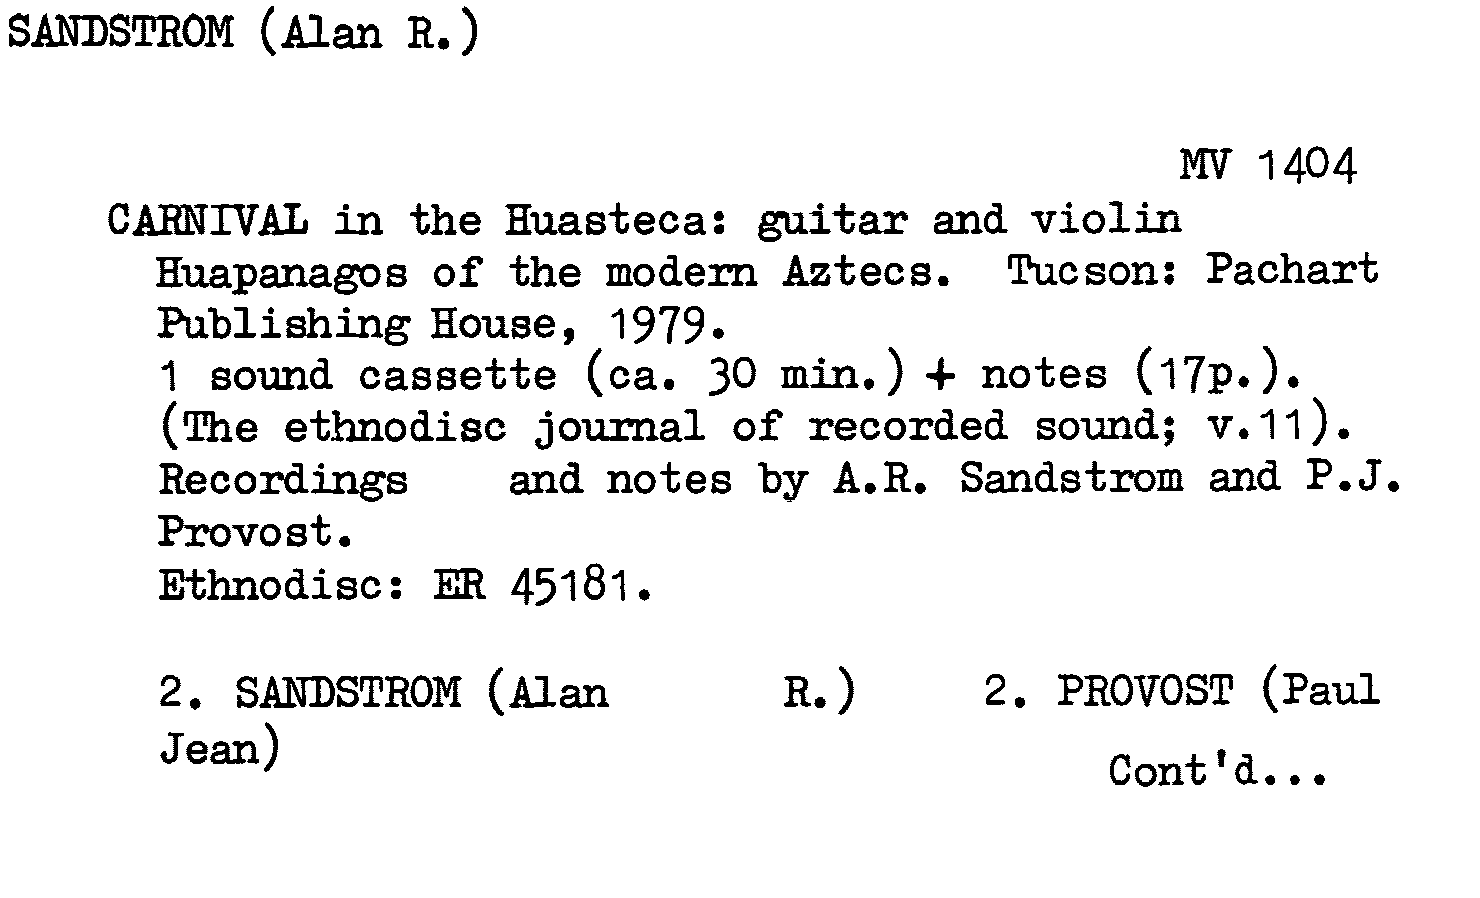 SANDSTROM (Alan R.)
MV 1404
CARNIVAL in the Huasteca: guitar and violin
Huapanagos of the modern Aztecs. Tucson: Pachart
Publishing House, 1979.
1 sound cassette (ca. 30 min.) + notes (17p.).
(The ethnodisc journal of recorded sound; v.11).
Recordings and notes by A.R. Sandstrom and P.J.
Provost.
Ethnodisc: ER 45181.
2. SANDSTROM (Alan R.) 2. PROVOST (Paul
Jean)
Cont'd...